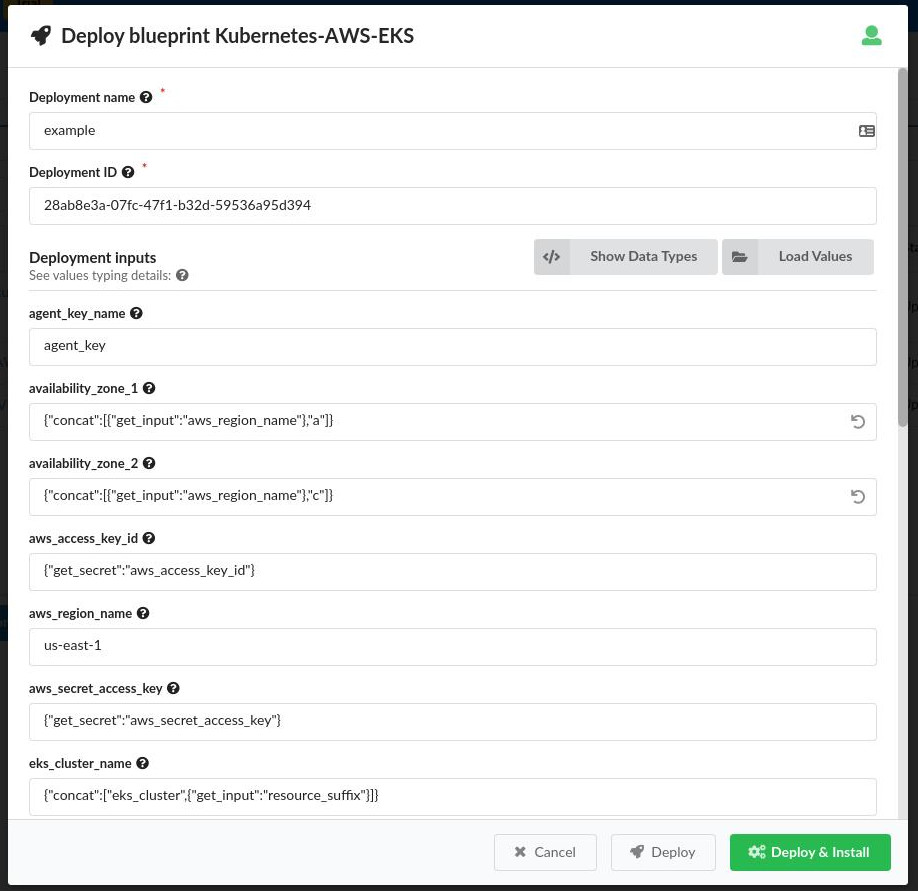 Deploy blueprint Kubernetes-AWS-EKS
Deployment name *
example
Deployment ID *
28ab8e3a-07fc-47f1-b32d-59536a95d394
Deployment inputs
See values typing details:
Show Data Types
Load Values
agent_key_name
agent_key
availability_zone_1
{"concat":[{"get_input":"aws_region_name"},"a"]}
availability_zone_2
{"concat":[{"get_input":"aws_region_name"},"c"]}
aws_access_key_id
{"get_secret":"aws_access_key_id"}
aws_region_name
us-east-1
aws_secret_access_key
{"get_secret":"aws_secret_access_key"}
eks_cluster_name
{"concat":["eks_cluster",{"get_input":"resource_suffix"}]}
Cancel
Deploy
Deploy & Install